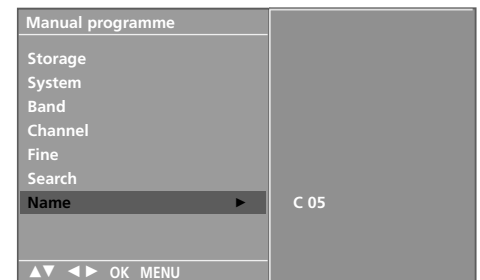 Manual programme
Storage
System
Band
Channel
Fine
Search
Name ► C 05
▲▼ ◄► OK MENU